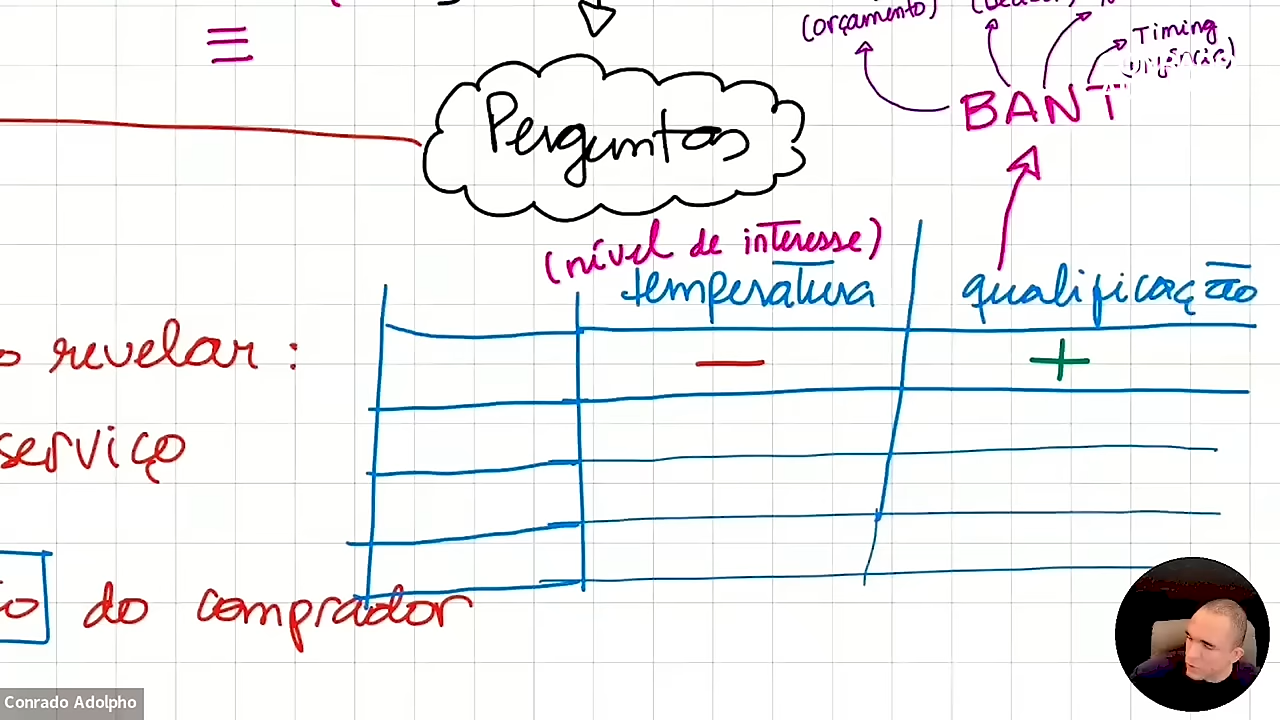 (orçamento)
Timing
BANT
Perguntas
(nível de interesse)
temperatura
qualificação
revelar :
—
+
serviço
do comprador
Conrado Adolpho